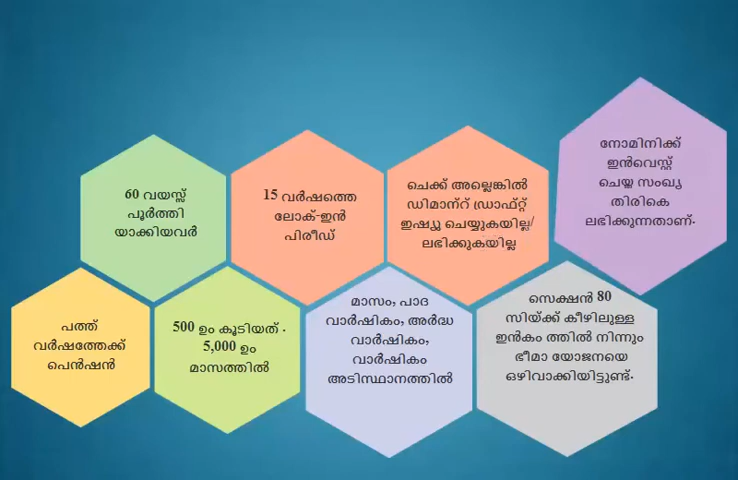 60 വയസ്സ്
പൂർത്തി
യാക്കിയവർ
15 വർഷത്തെ
ലോക്-ഇൻ
പിരീഡ്
ചെക്ക് അല്ലെങ്കിൽ
ഡിമാന്റ് ഡ്രാഫ്റ്റ്
ഇഷ്യൂ ചെയ്യുകയില്ല/
ലഭിക്കുകയില്ല
നോമിനിക്ക്
ഇൻവെസ്റ്റ്
ചെയ്ത സംഖ്യ
തിരികെ
ലഭിക്കുന്നതാണ്.
പത്ത്
വർഷത്തേക്ക്
പെൻഷൻ
500 ഉം കൂടിയത് .
5,000 ഉം
മാസത്തിൽ
മാസം, പാദ
വാർഷികം, അർദ്ധ
വാർഷികം,
വാർഷികം
അടിസ്ഥാനത്തിൽ
സെക്ഷൻ 80
സിയ്ക്ക് കീഴിലുള്ള
ഇൻകം ത്തിൽ നിന്നും
ഭീമാ യോജനയെ
ഒഴിവാക്കിയിട്ടുണ്ട്.